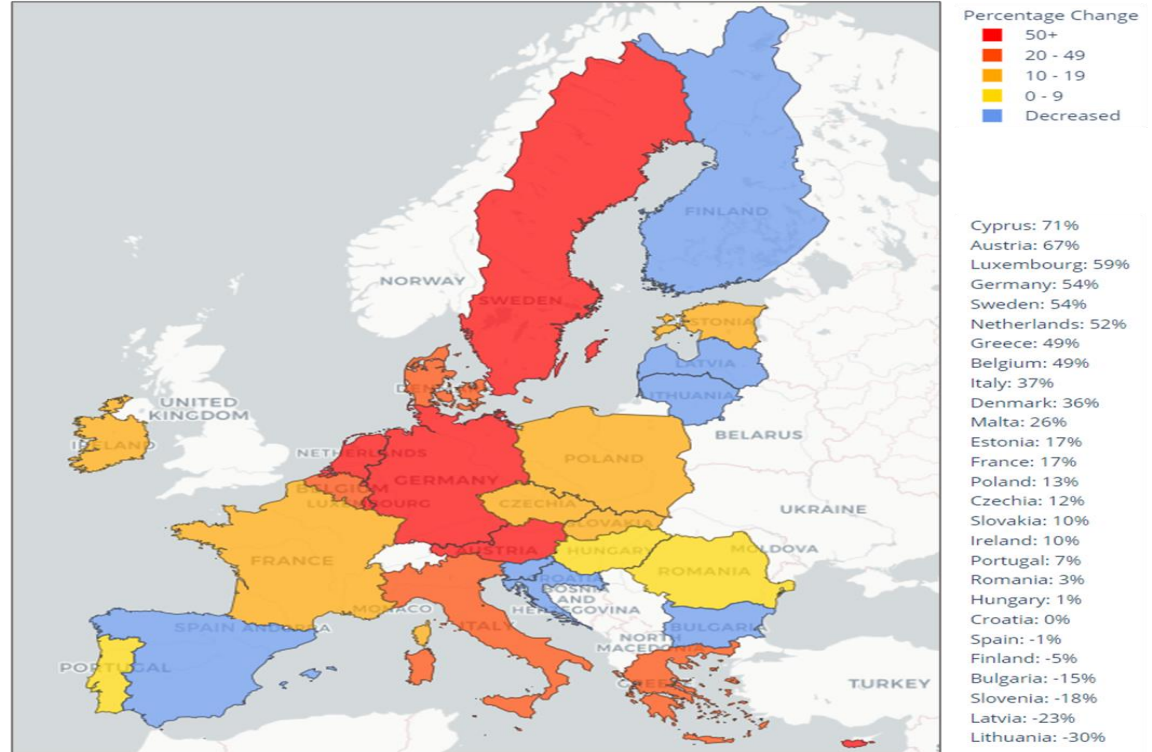 Percentage Change
50+
20 - 49
10 - 19
0 - 9
Decreased
FINLAND
NORWAY
SWEDEN
ESTONIA
LATVIA
LITHUANIA
UNITED
KINGDOM
IRELAND
BELARUS
NETHERLANDS
POLAND
GERMANY
BELGIUM
LUXEMBOURG
CZECHIA
UKRAINE
SLOVAKIA
AUSTRIA
HUNGARY
MOLDOVA
FRANCE
ROMANIA
CROATIA
BOSNIA
AND
HERZEGOVINA
MONACO
SPAIN
ANDORRA
ITALY
BULGARIA
NORTH
MACEDONIA
PORTUGAL
GREECE
TURKEY
Cyprus: 71%
Austria: 67%
Luxembourg: 59%
Germany: 54%
Sweden: 54%
Netherlands: 52%
Greece: 49%
Belgium: 49%
Italy: 37%
Denmark: 36%
Malta: 26%
Estonia: 17%
France: 17%
Poland: 13%
Czechia: 12%
Slovakia: 10%
Ireland: 10%
Portugal: 7%
Romania: 3%
Hungary: 1%
Croatia: 0%
Spain: -1%
Finland: -5%
Bulgaria: -15%
Slovenia: -18%
Latvia: -23%
Lithuania: -30%